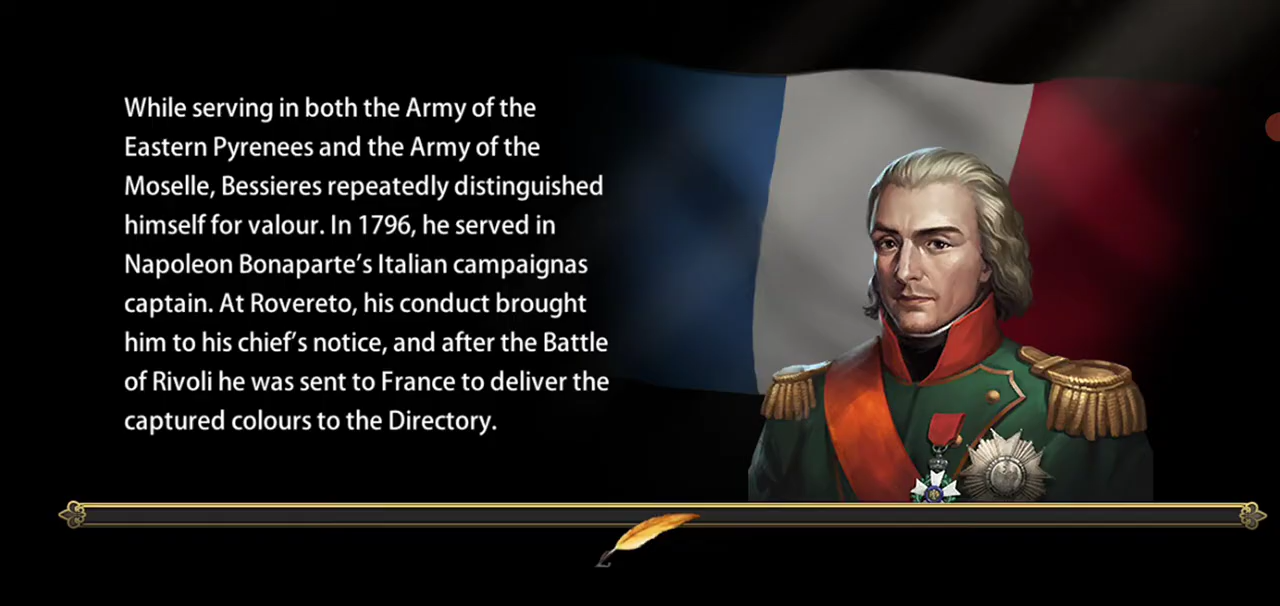 While serving in both the Army of the
Eastern Pyrenees and the Army of the
Moselle, Bessieres repeatedly distinguished
himself for valour. In 1796, he served in
Napoleon Bonaparte's Italian campaignas
captain. At Rovereto, his conduct brought
him to his chief's notice, and after the Battle
of Rivoli he was sent to France to deliver the
captured colours to the Directory.